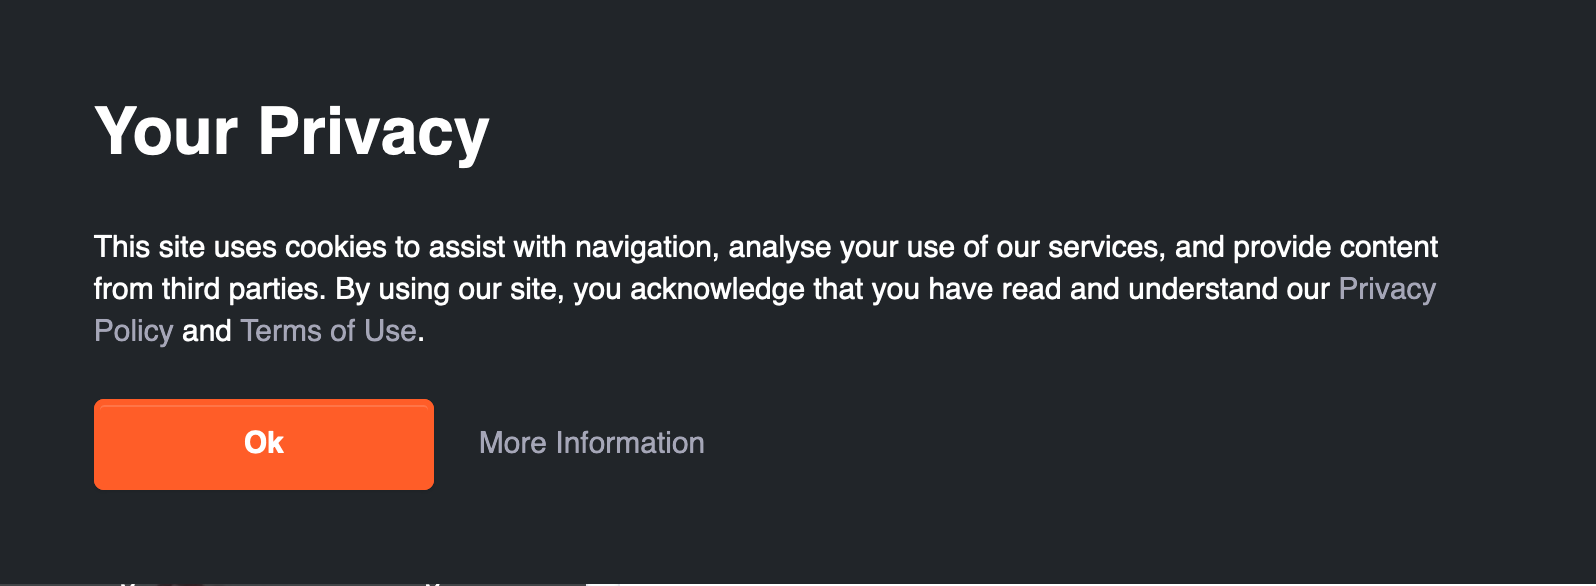 Your Privacy
This site uses cookies to assist with navigation, analyse your use of our services, and provide content
from third parties. By using our site, you acknowledge that you have read and understand our Privacy
Policy and Terms of Use.
Ok
More Information